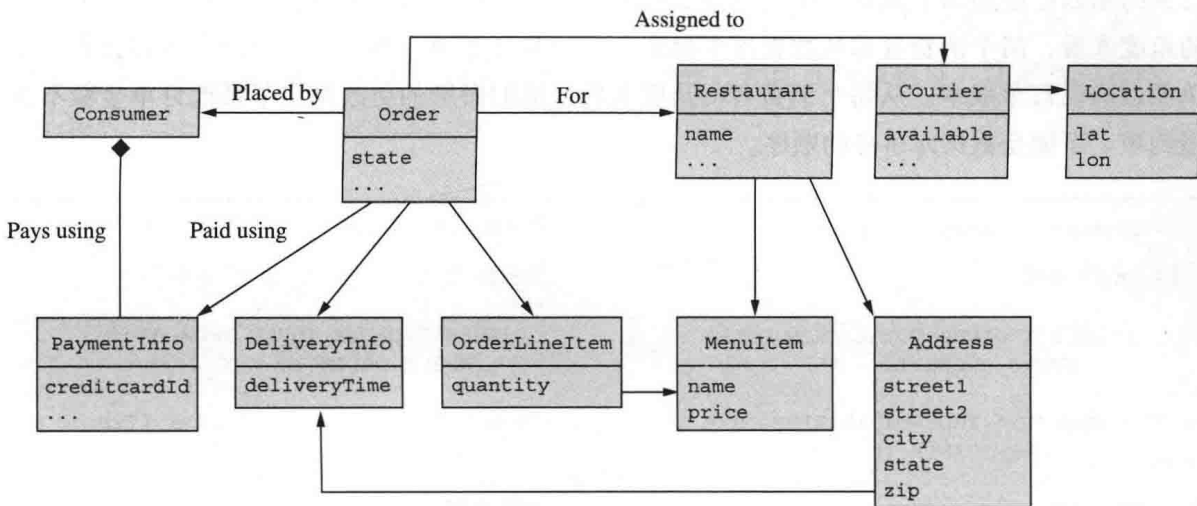 Assigned to
Consumer
Placed by
Order
state
...
For
Restaurant
name
...
Courier
available
...
Location
lat
lon
Pays using
Paid using
PaymentInfo
creditcardId
...
DeliveryInfo
deliveryTime
OrderLineItem
quantity
MenuItem
name
price
Address
street1
street2
city
state
zip